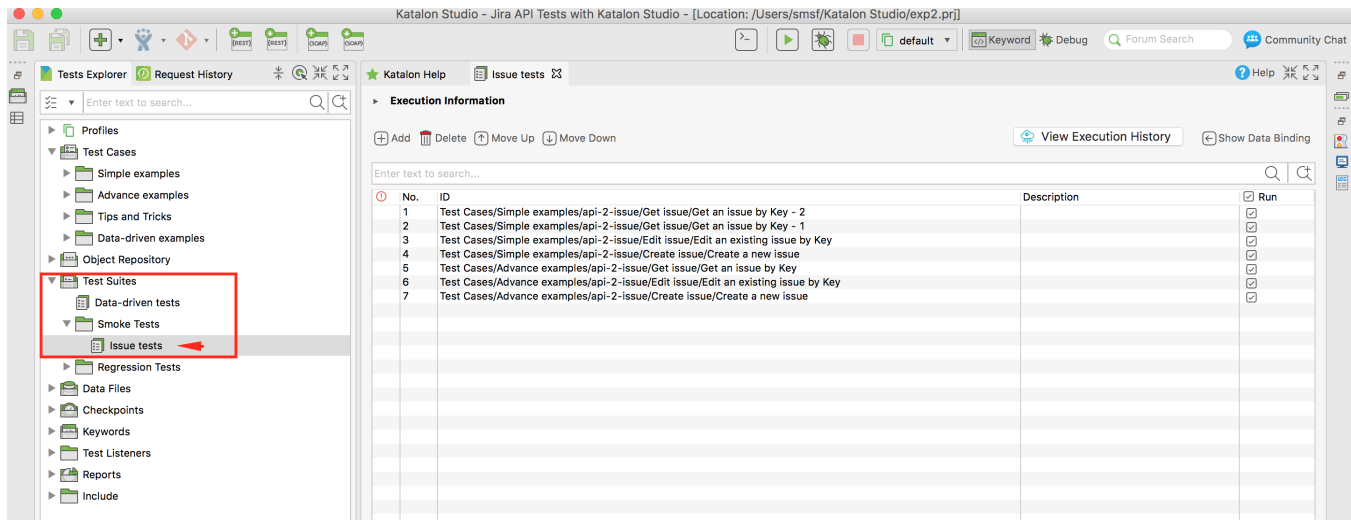 Katalon Studio - Jira API Tests with Katalon Studio - [Location: /Users/smsf/Katalon Studio/exp2.prj]
{REST} {REST} {SOAP} {SOAP} default Keyword Debug Forum Search Community Chat
Tests Explorer Request History
Enter text to search...
Profiles
Test Cases
Simple examples
Advance examples
Tips and Tricks
Data-driven examples
Object Repository
Test Suites
Data-driven tests
Smoke Tests
Issue tests
Regression Tests
Data Files
Checkpoints
Keywords
Test Listeners
Reports
Include
Katalon Help Issue tests Help
Execution Information
Add Delete Move Up Move Down View Execution History Show Data Binding
Enter text to search...
No. ID Description Run
1 Test Cases/Simple examples/api-2-issue/Get issue/Get an issue by Key - 2
2 Test Cases/Simple examples/api-2-issue/Get issue/Get an issue by Key - 1
3 Test Cases/Simple examples/api-2-issue/Edit issue/Edit an existing issue by Key
4 Test Cases/Simple examples/api-2-issue/Create issue/Create a new issue
5 Test Cases/Advance examples/api-2-issue/Get issue/Get an issue by Key
6 Test Cases/Advance examples/api-2-issue/Edit issue/Edit an existing issue by Key
7 Test Cases/Advance examples/api-2-issue/Create issue/Create a new issue